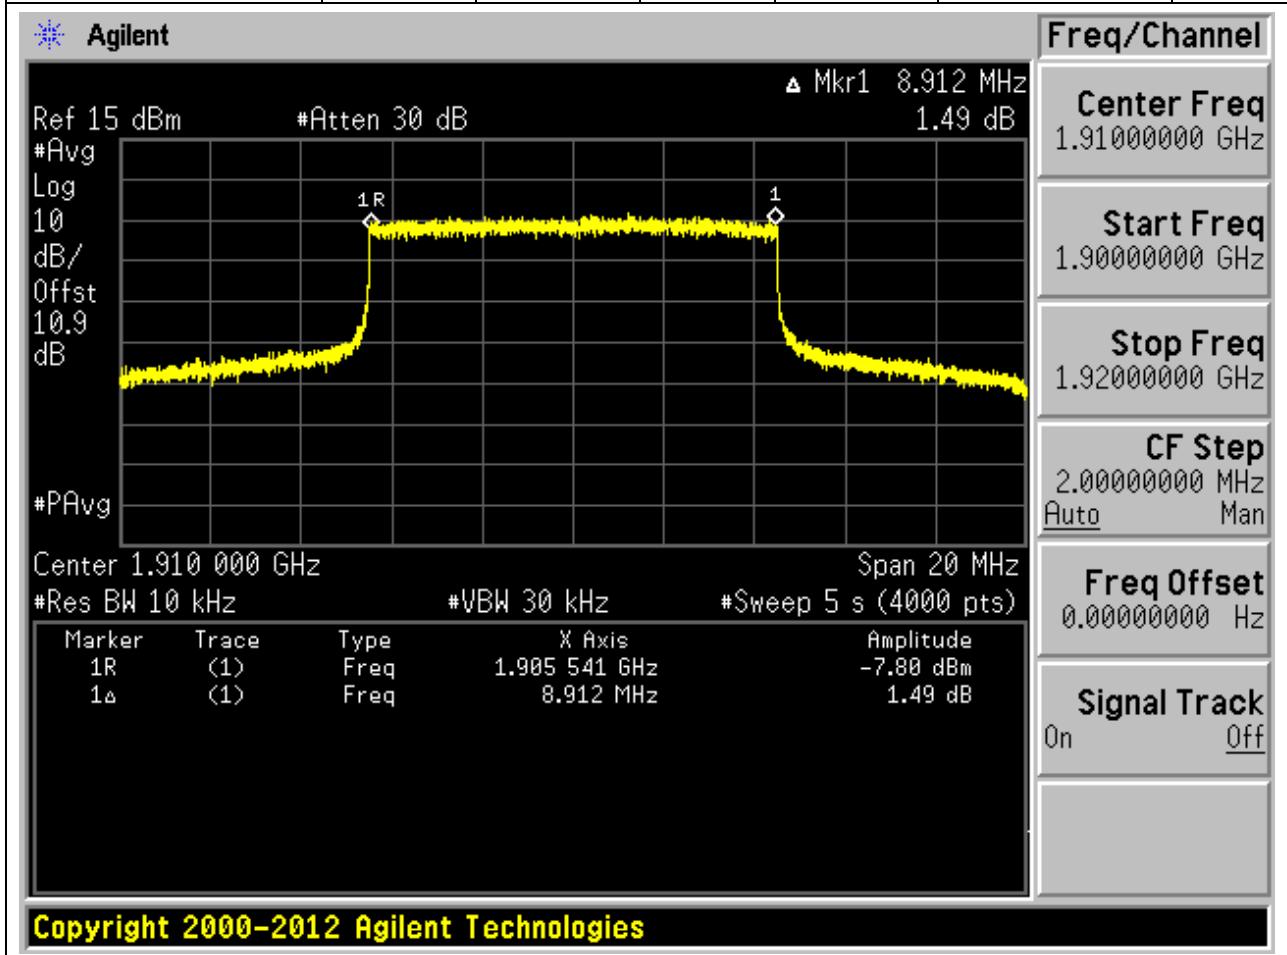 Agilent
Freq/Channel
▵ Mkr1 8.912 MHz
Ref 15 dBm #Atten 30 dB 1.49 dB
#Avg
Log
10
dB/
Offst
10.9
dB
#PAvg
1R
1
Center 1.910 000 GHz Span 20 MHz
#Res BW 10 kHz #VBW 30 kHz #Sweep 5 s (4000 pts)
Marker Trace Type X Axis Amplitude
1R (1) Freq 1.905 541 GHz -7.80 dBm
1▵ (1) Freq 8.912 MHz 1.49 dB
Center Freq
1.91000000 GHz
Start Freq
1.90000000 GHz
Stop Freq
1.92000000 GHz
CF Step
2.00000000 MHz
Auto Man
Freq Offset
0.00000000 Hz
Signal Track
On Off
Copyright 2000-2012 Agilent Technologies